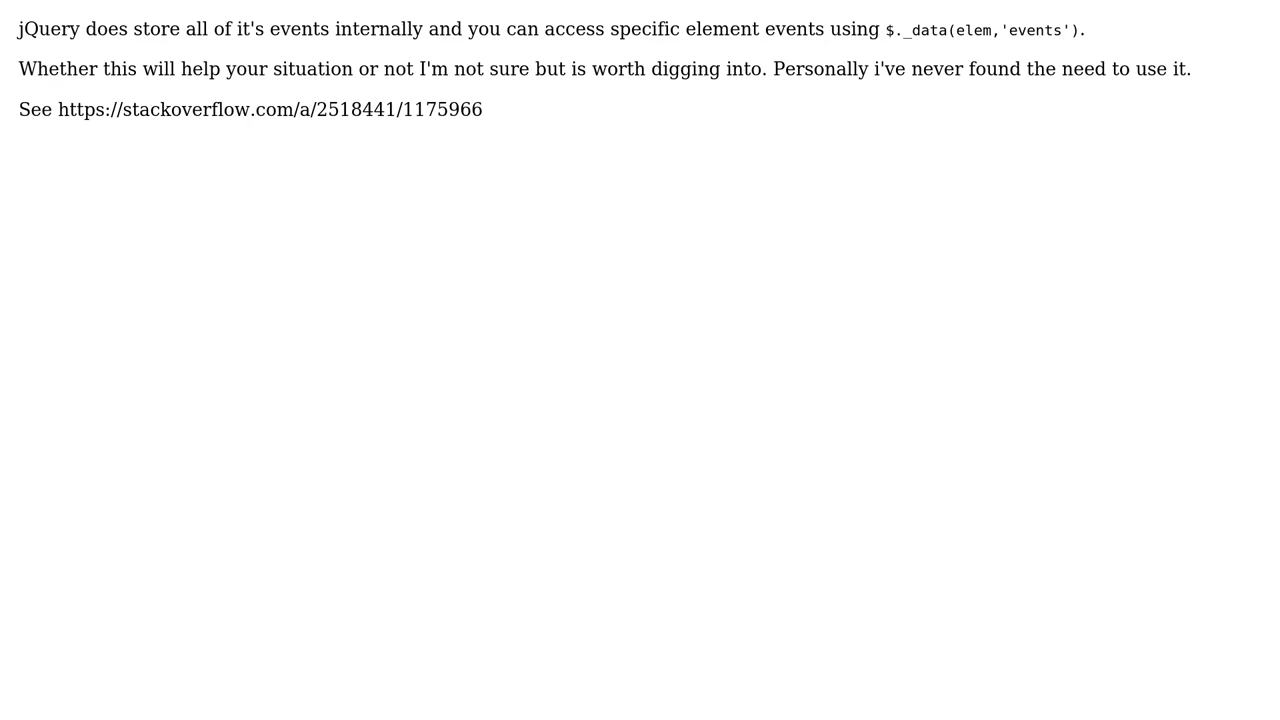 jQuery does store all of it's events internally and you can access specific element events using $._data(elem,'events').
Whether this will help your situation or not I'm not sure but is worth digging into. Personally i've never found the need to use it.
See https://stackoverflow.com/a/2518441/1175966